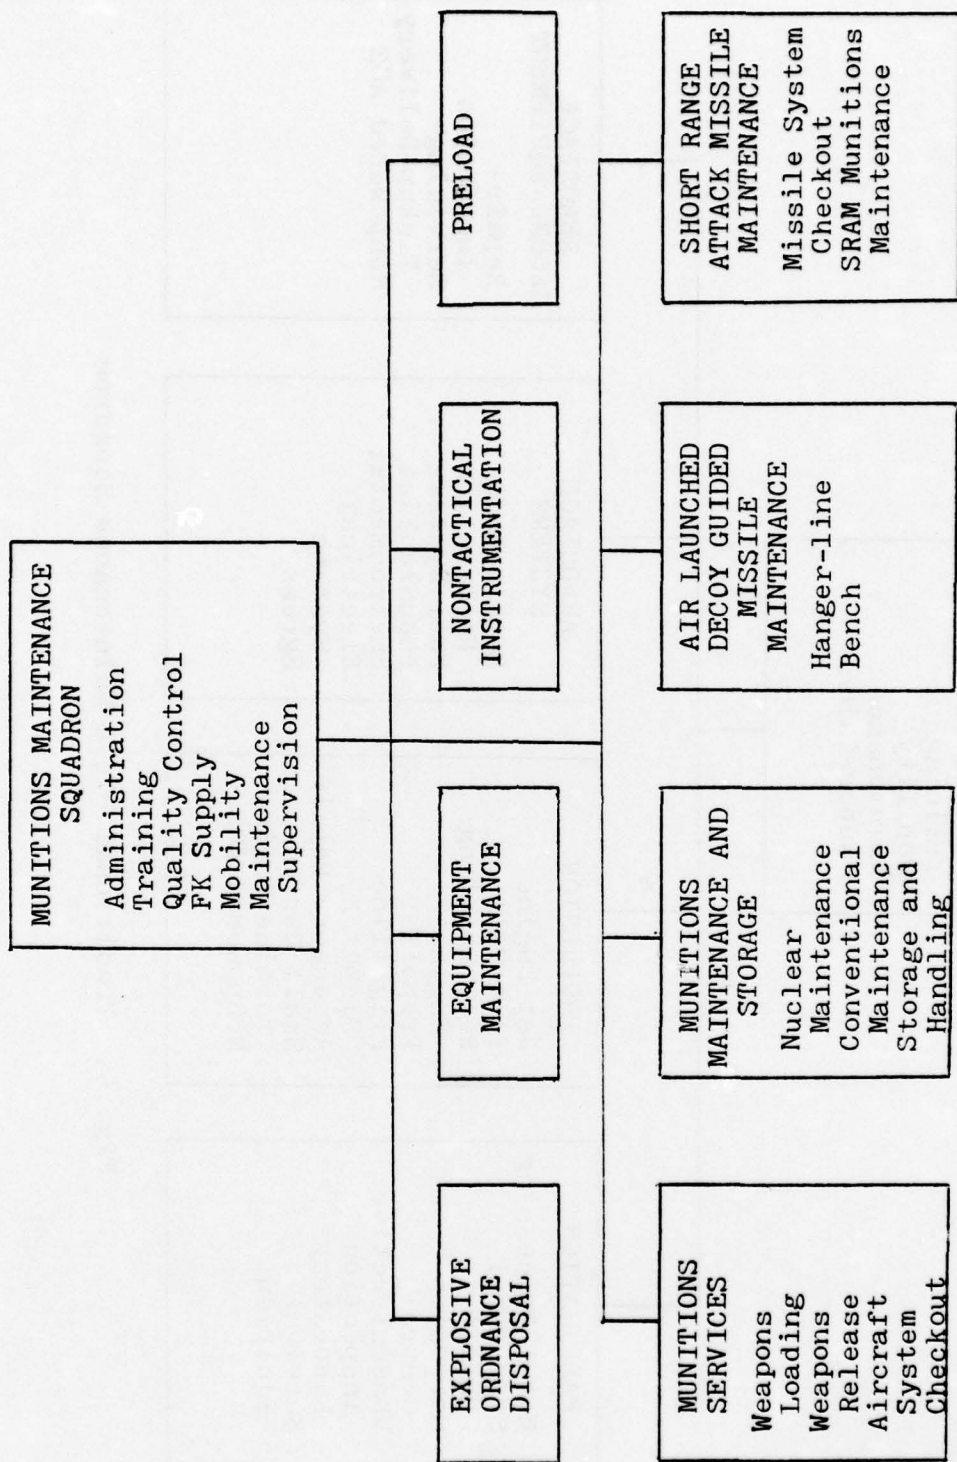 MUNITIONS MAINTENANCE
SQUADRON
Administration
Training
Quality Control
FK Supply
Mobility
Maintenance
Supervision
EXPLOSIVE
ORDNANCE
DISPOSAL
EQUIPMENT
MAINTENANCE
NONTACTICAL
INSTRUMENTATION
PRELOAD
MUNITIONS
SERVICES
Weapons
Loading
Weapons
Release
Aircraft
System
Checkout
MUNITIONS
MAINTENANCE AND
STORAGE
Nuclear
Maintenance
Conventional
Maintenance
Storage and
Handling
AIR LAUNCHED
DECOY GUIDED
MISSILE
MAINTENANCE
Hanger-line
Bench
SHORT RANGE
ATTACK MISSILE
MAINTENANCE
Missile System
Checkout
SRAM Munitions
Maintenance